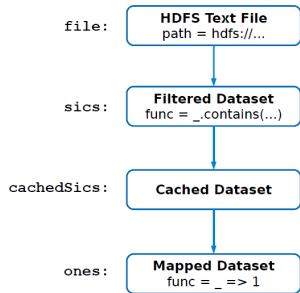 file:
HDFS Text File
path = hdfs://...
sics:
Filtered Dataset
func = _.contains(...)
cachedSics:
Cached Dataset
ones:
Mapped Dataset
func = _ => 1